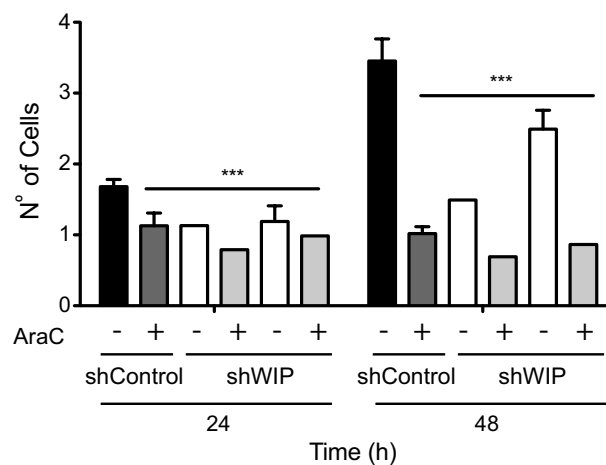 4
3
2
1
0
N° of Cells
***
***
AraC - + - + - + - + - + - +
shControl shWIP shControl shWIP
24 48
Time (h)